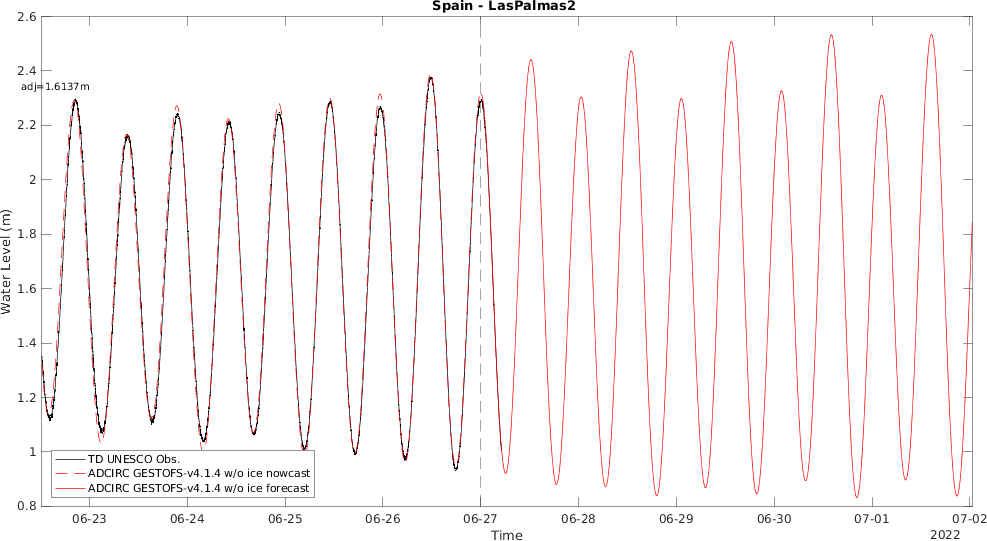 Spain - LasPalmas2
2.6
2.4
adj=1.6137m
2.2
2
1.8
1.6
1.4
1.2
1
0.8
Water Level (m)
TD UNESCO Obs.
ADCIRC GESTOFS-v4.1.4 w/o ice nowcast
ADCIRC GESTOFS-v4.1.4 w/o ice forecast
06-23 06-24 06-25 06-26 06-27 06-28 06-29 06-30 07-01 07-02
Time
2022